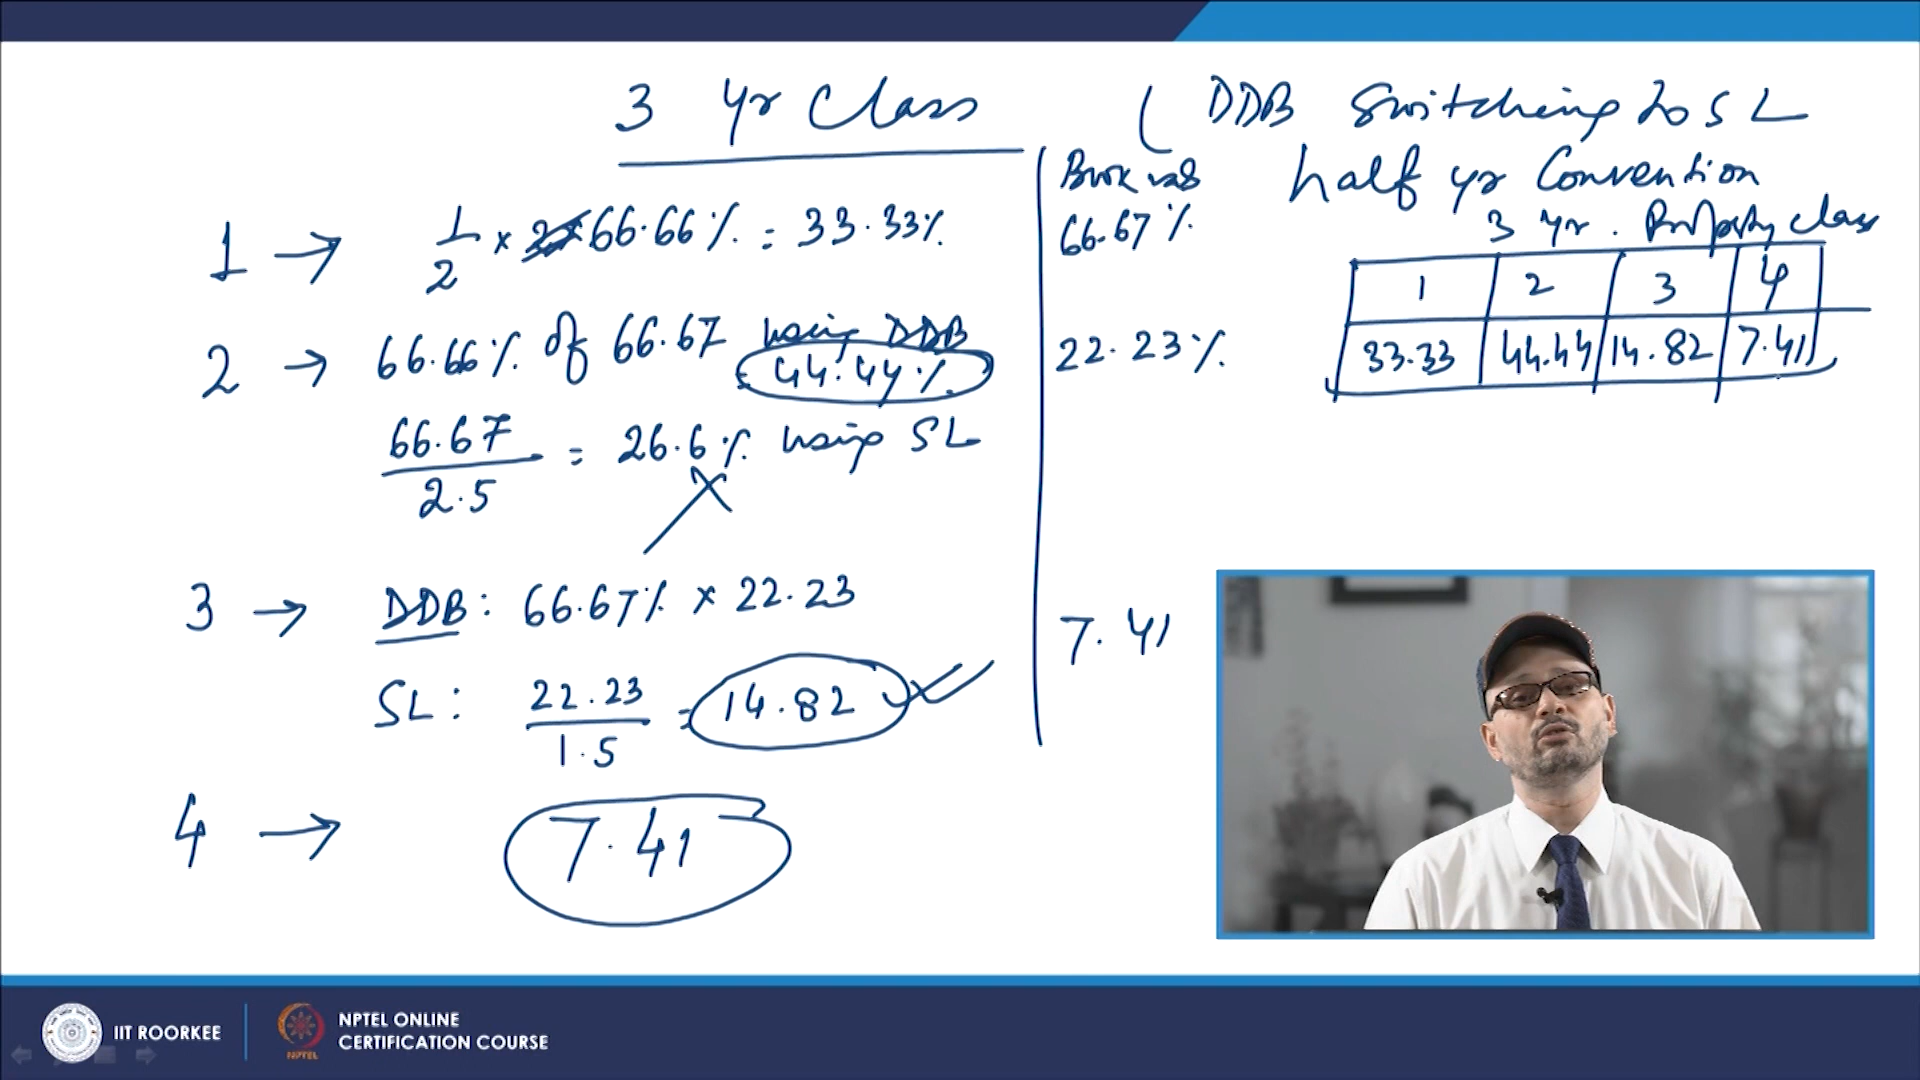 3 Yr Class ( DDB Switching to SL
half yr Convention
1 → 1/2 × 66.66% = 33.33%
2 → 66.66% of 66.67 using DDB
= 44.44%
66.67/2.5 = 26.6% using SL
3 → DDB: 66.67% × 22.23
SL: 22.23/1.5 = 14.82
4 → 7.41
Book
66.67%
22.23%
7.41
3 Yr. Property class
1 2 3 4
33.33 44.44 14.82 7.41
IIT ROORKEE
NPTEL
NPTEL ONLINE
CERTIFICATION COURSE